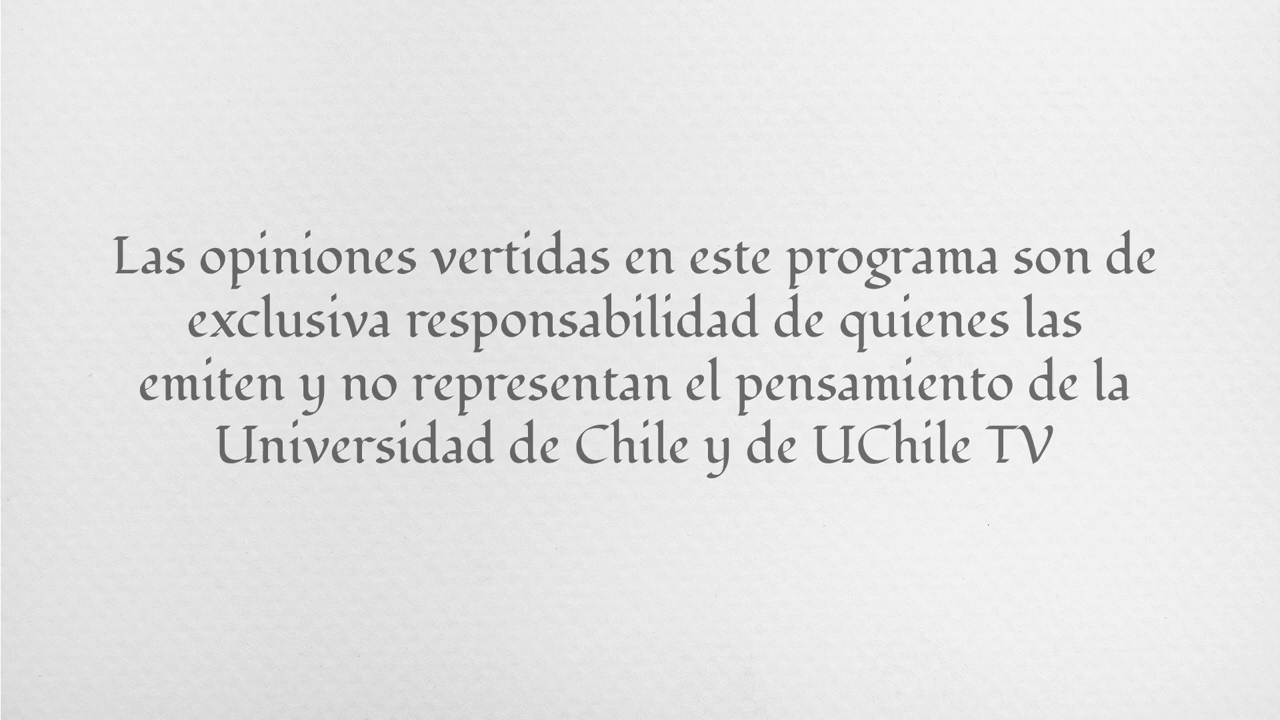 Las opiniones vertidas en este programa son de
exclusiva responsabilidad de quienes las
emiten y no representan el pensamiento de la
Universidad de Chile y de UChile TV